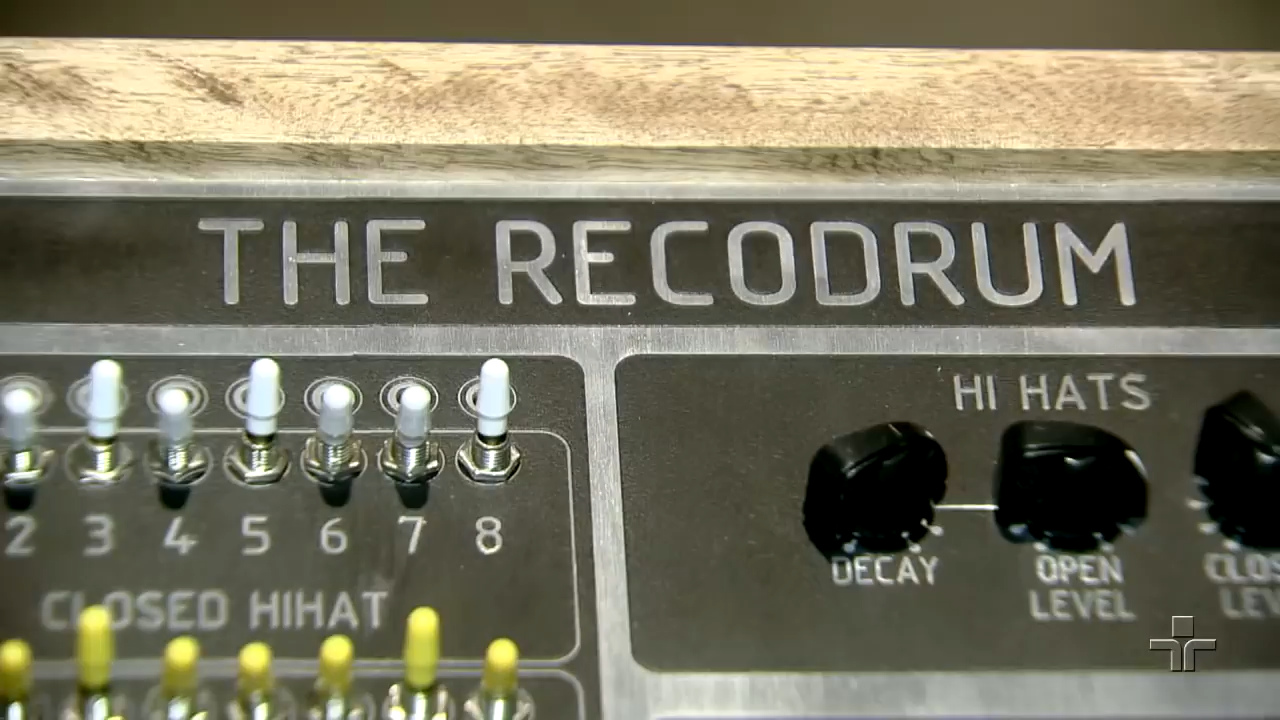 THE RECODRUM
HI HATS
2 3 4 5 6 7 8
DECAY
OPEN
LEVEL
CLOSED HIHAT